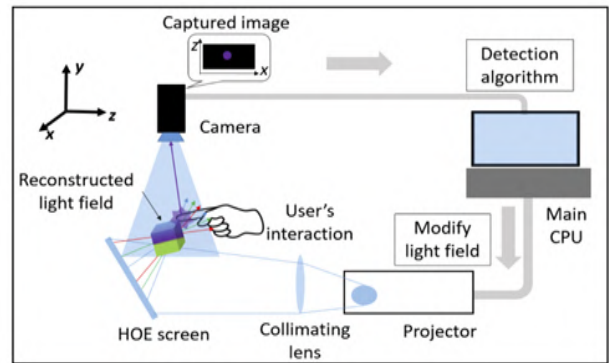 Captured image
z
x
Detection
algorithm
y
z
x
Camera
Reconstructed
light field
User's
interaction
Modify
light field
Main
CPU
HOE screen
Collimating
lens
Projector